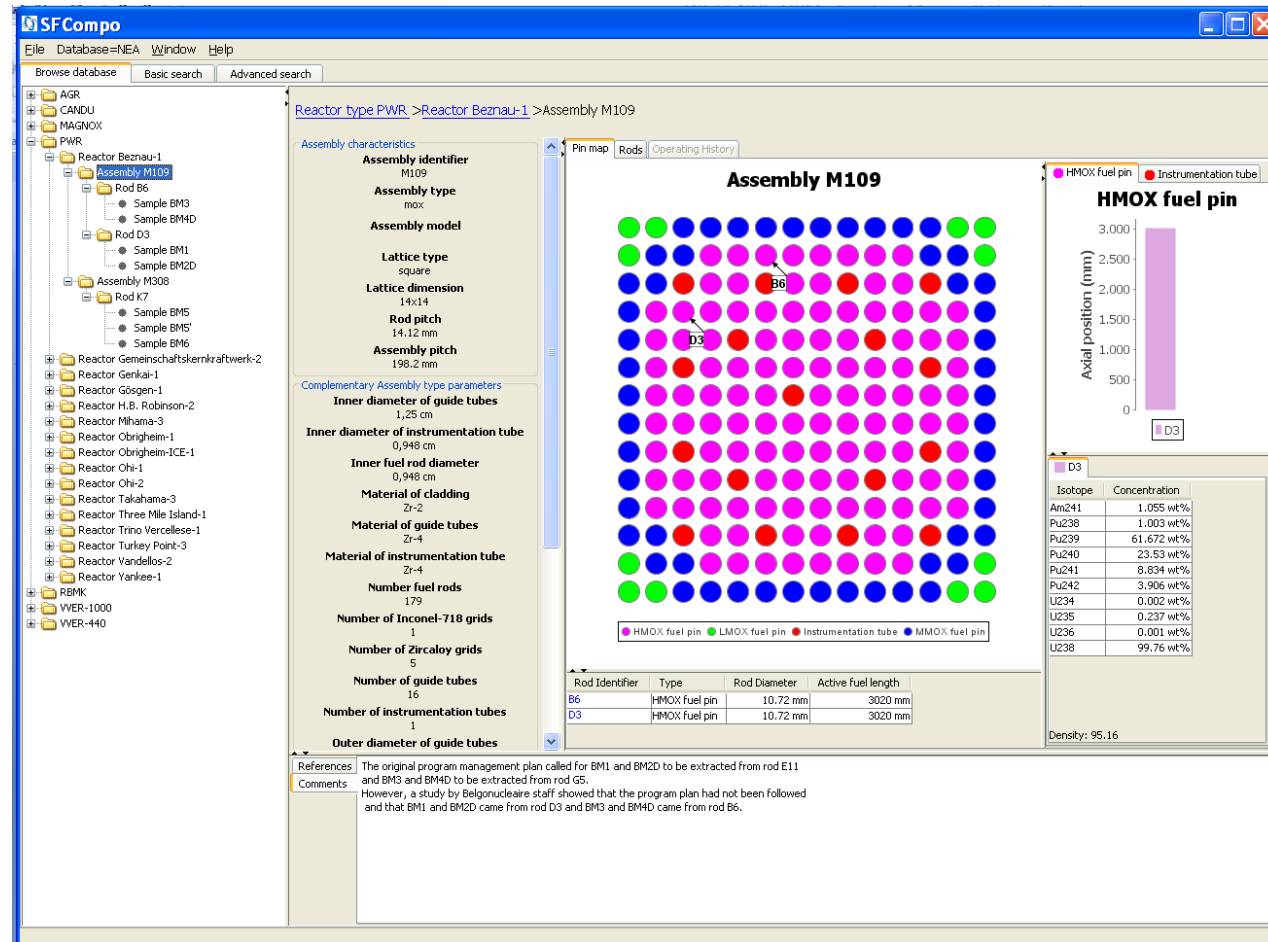 SFCompo
File Database=NEA Window Help
Browse database Basic search Advanced search
AGR
CANDU
MAGNOX
PWR
Reactor Beznau-1
Assembly M109
Rod B6
Sample BM3
Sample BM4D
Rod D3
Sample BM1
Sample BM2D
Assembly M308
Rod K7
Sample BM5
Sample BM5'
Sample BM6
Reactor Gemeinschaftskernkraftwerk-2
Reactor Genkai-1
Reactor Gösgen-1
Reactor H.B. Robinson-2
Reactor Mihama-3
Reactor Obrigheim-1
Reactor Obrigheim-ICE-1
Reactor Ohi-1
Reactor Ohi-2
Reactor Takahama-3
Reactor Three Mile Island-1
Reactor Trino Vercellese-1
Reactor Turkey Point-3
Reactor Vandellos-2
Reactor Yankee-1
RBMK
VVER-1000
VVER-440
Reactor type PWR >Reactor Beznau-1 >Assembly M109
Assembly characteristics
Assembly identifier
M109
Assembly type
mox
Assembly model
Lattice type
square
Lattice dimension
14x14
Rod pitch
14.12 mm
Assembly pitch
198.2 mm
Complementary Assembly type parameters
Inner diameter of guide tubes
1,25 cm
Inner diameter of instrumentation tube
0,948 cm
Inner fuel rod diameter
0,948 cm
Material of cladding
Zr-2
Material of guide tubes
Zr-4
Material of instrumentation tube
Zr-4
Number fuel rods
179
Number of Inconel-718 grids
1
Number of Zircaloy grids
5
Number of guide tubes
16
Number of instrumentation tubes
1
Outer diameter of guide tubes
Pin map Rods Operating History
Assembly M109
B6
D3
HMOX fuel pin LMOX fuel pin Instrumentation tube MMOX fuel pin
Rod Identifier Type Rod Diameter Active fuel length
B6 HMOX fuel pin 10.72 mm 3020 mm
D3 HMOX fuel pin 10.72 mm 3020 mm
HMOX fuel pin Instrumentation tube
HMOX fuel pin
Axial position (mm)
3.000
2.500
2.000
1.500
1.000
500
0
D3
D3
Isotope Concentration
Am241 1.055 wt%
Pu238 1.003 wt%
Pu239 61.672 wt%
Pu240 23.53 wt%
Pu241 8.834 wt%
Pu242 3.906 wt%
U234 0.002 wt%
U235 0.237 wt%
U236 0.001 wt%
U238 99.76 wt%
Density: 95.16
References
Comments
The original program management plan called for BM1 and BM2D to be extracted from rod E11
and BM3 and BM4D to be extracted from rod G5.
However, a study by Belgonucleaire staff showed that the program plan had not been followed
and that BM1 and BM2D came from rod D3 and BM3 and BM4D came from rod B6.